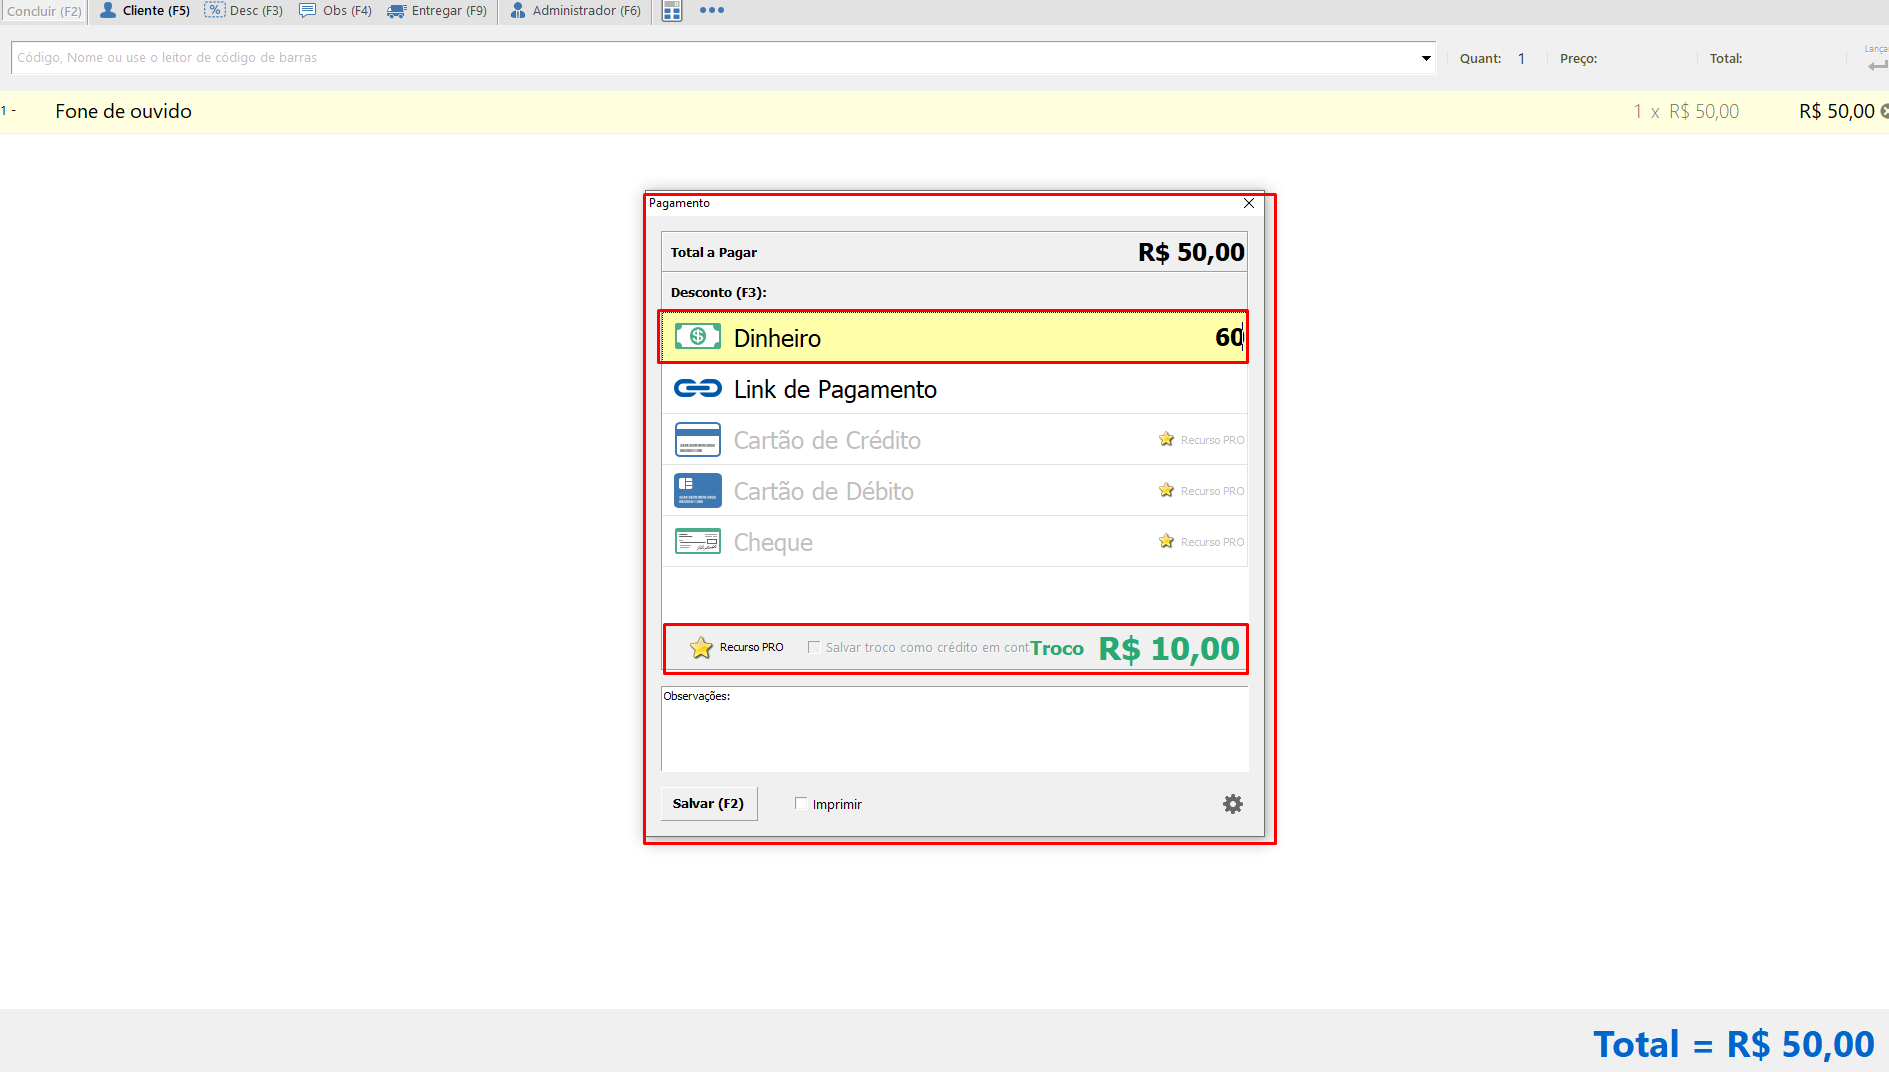 Concluir (F2) Cliente (F5) Desc (F3) Obs (F4) Entregar (F9) Administrador (F6)
Código, Nome ou use o leitor de código de barras Quant: 1 Preço: Total:
1 - Fone de ouvido 1 x R$ 50,00 R$ 50,00
Pagamento
Total a Pagar R$ 50,00
Desconto (F3):
Dinheiro 60
Link de Pagamento
Cartão de Crédito Recurso PRO
Cartão de Débito Recurso PRO
Cheque Recurso PRO
Recurso PRO Salvar troco como crédito em cont Troco R$ 10,00
Observações:
Salvar (F2) Imprimir
Total = R$ 50,00